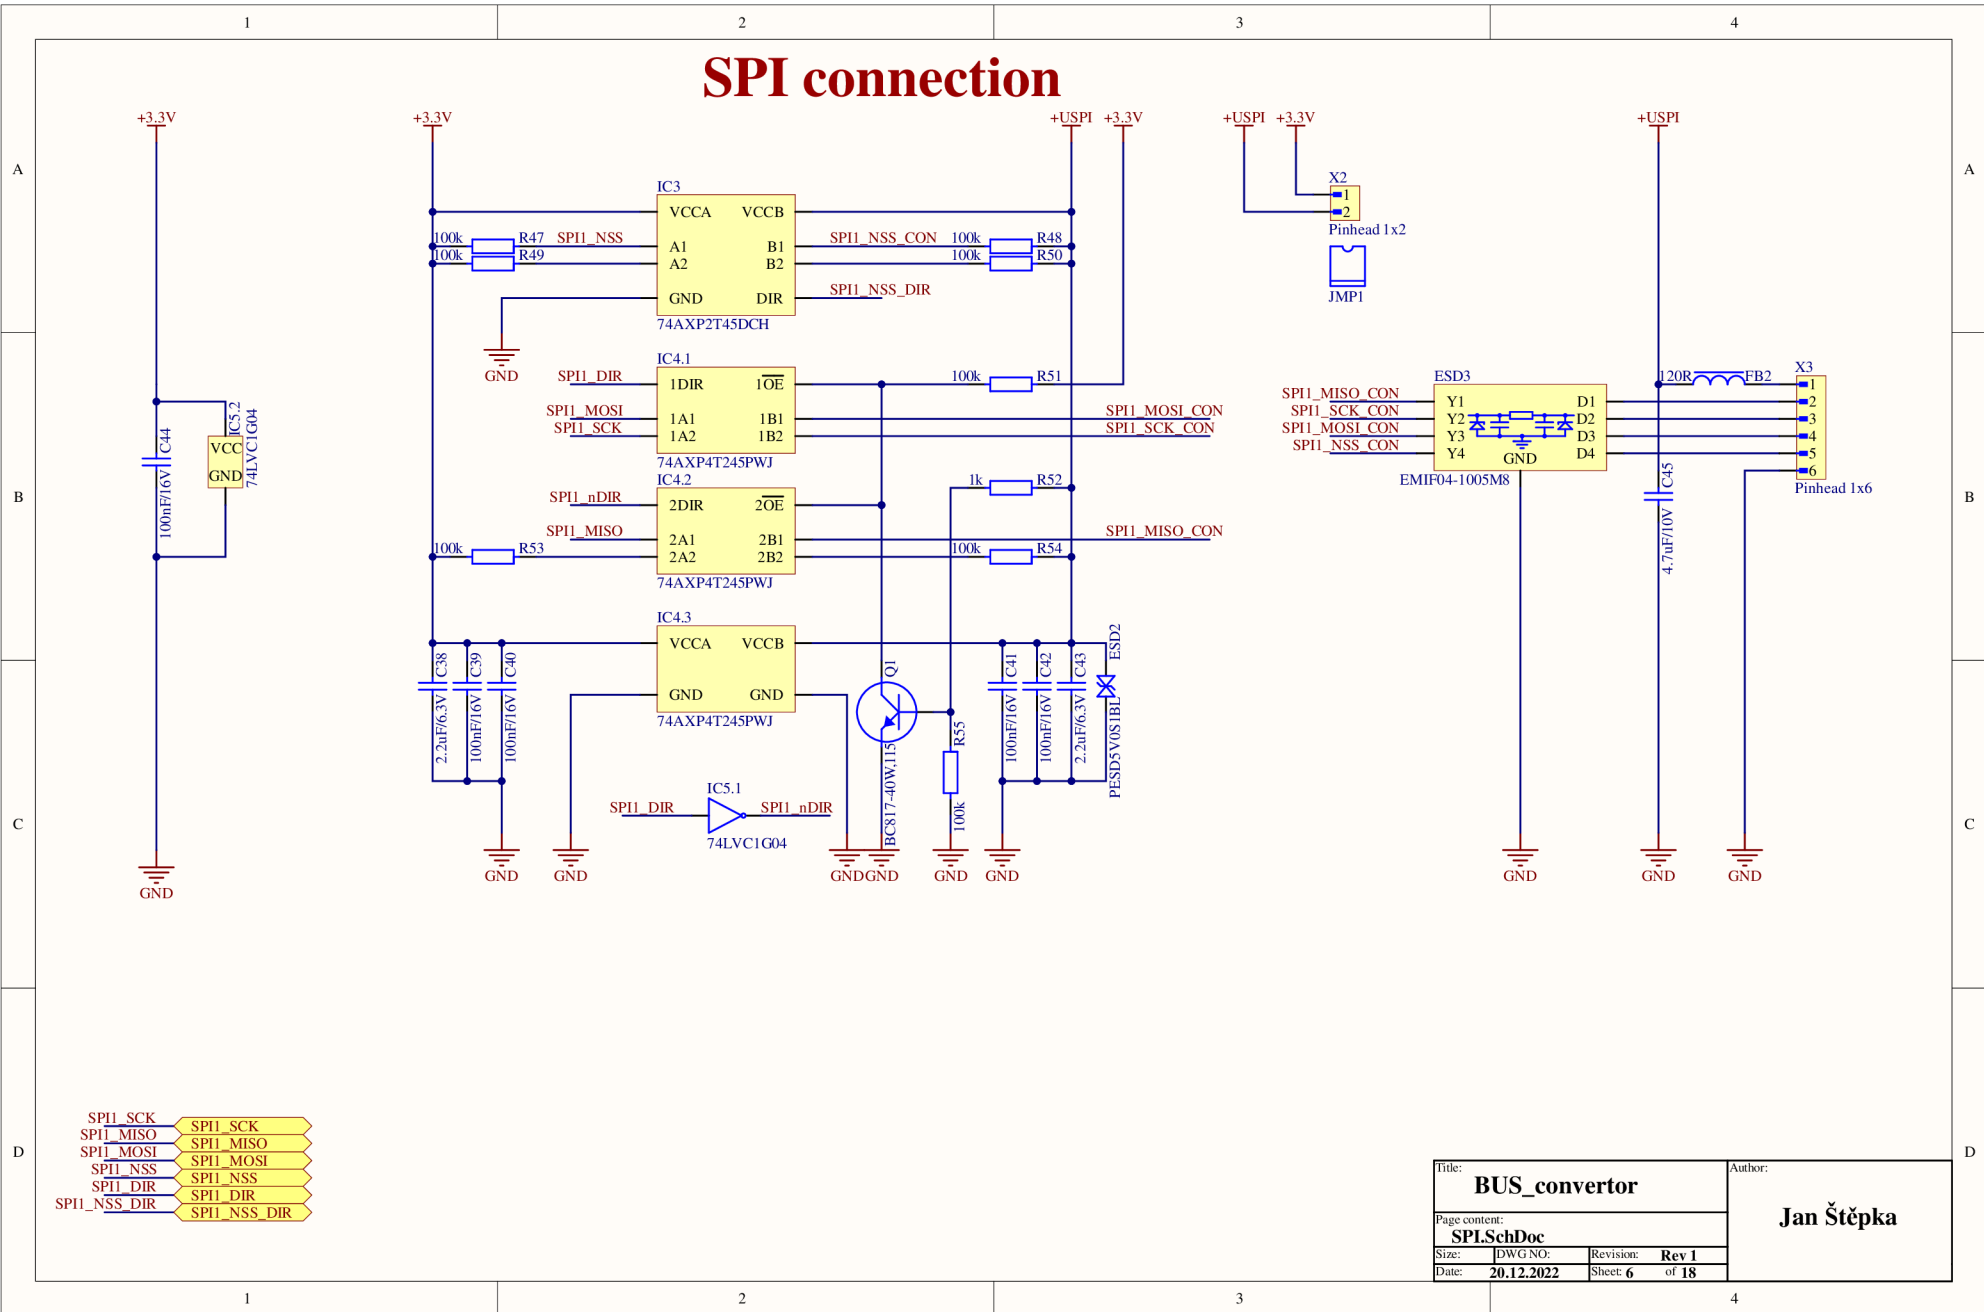 1 2 3 4
SPI connection
+3.3V +3.3V +USPI +3.3V +USPI +3.3V +USPI
A A
IC3
VCCA VCCB
100k R47 SPI1_NSS A1 B1 SPI1_NSS_CON 100k R48
100k R49 A2 B2 100k R50
GND DIR SPI1_NSS_DIR
74AXP2T45DCH
GND
X2
1
2
Pinhead 1x2
JMP1
IC4.1
SPI1_DIR 1DIR 1OE 100k R51
SPI1_MOSI 1A1 1B1 SPI1_MOSI_CON
SPI1_SCK 1A2 1B2 SPI1_SCK_CON
74AXP4T245PWJ
IC4.2
1k R52
SPI1_nDIR 2DIR 2OE
SPI1_MISO 2A1 2B1 SPI1_MISO_CON
100k R53 2A2 2B2 100k R54
74AXP4T245PWJ
B B
C44
100nF/16V
IC5.2
74LVC1G04
VCC
GND
GND
IC4.3
VCCA VCCB
GND GND
74AXP4T245PWJ
C38
2.2uF/6.3V
C39
100nF/16V
C40
100nF/16V
Q1
BC817-40W,115
R55
100k
C41
100nF/16V
C42
100nF/16V
C43
2.2uF/6.3V
ESD2
PESD5V0S1BL
IC5.1
SPI1_DIR SPI1_nDIR
74LVC1G04
GND GND GND GND GND GND
ESD3
SPI1_MISO_CON Y1 D1
SPI1_SCK_CON Y2 D2
SPI1_MOSI_CON Y3 D3
SPI1_NSS_CON Y4 D4
GND
EMIF04-1005M8
120R FB2
X3
1
2
3
4
5
6
Pinhead 1x6
C45
4.7uF/10V
GND GND GND
C C
SPI1_SCK SPI1_SCK
SPI1_MISO SPI1_MISO
SPI1_MOSI SPI1_MOSI
SPI1_NSS SPI1_NSS
SPI1_DIR SPI1_DIR
SPI1_NSS_DIR SPI1_NSS_DIR
D D
Title: BUS_convertor
Author: Jan Štěpka
Page content: SPI.SchDoc
Size: DWG NO: Revision: Rev 1
Date: 20.12.2022 Sheet: 6 of 18
1 2 3 4